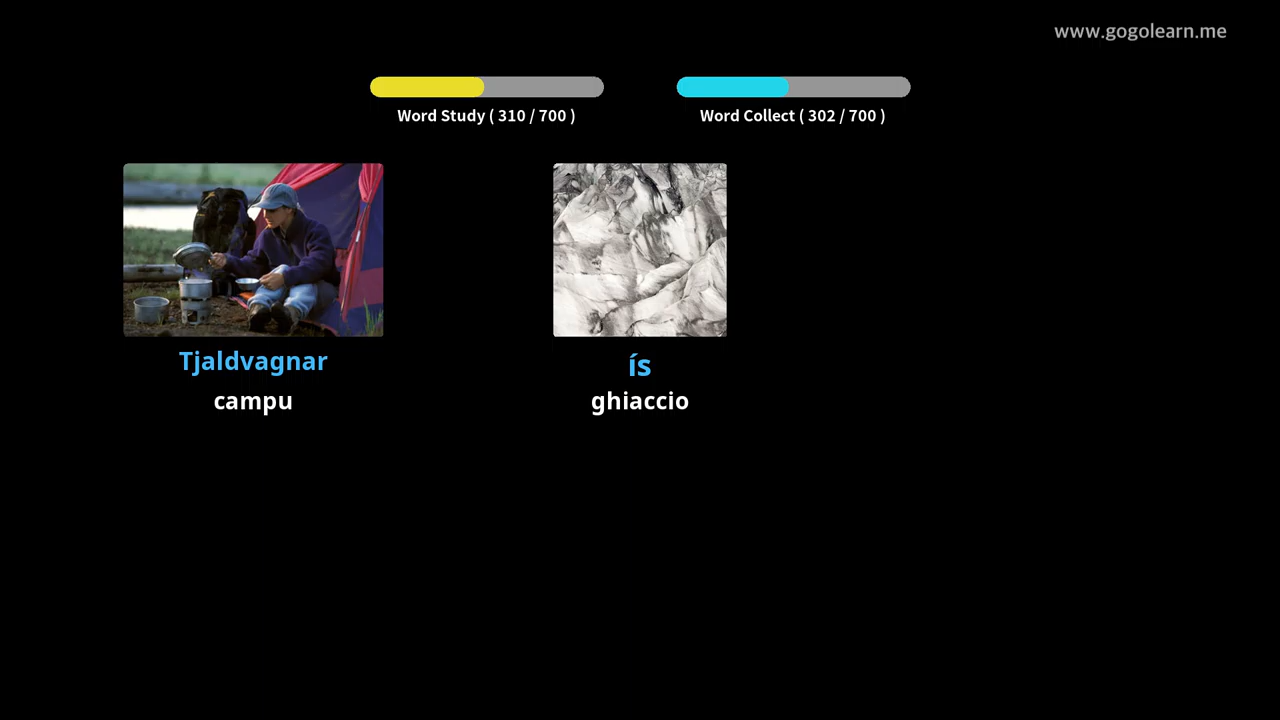 www.gogolearn.me
Word Study ( 310 / 700 )
Word Collect ( 302 / 700 )
Tjaldvagnar
campu
ís
ghiaccio